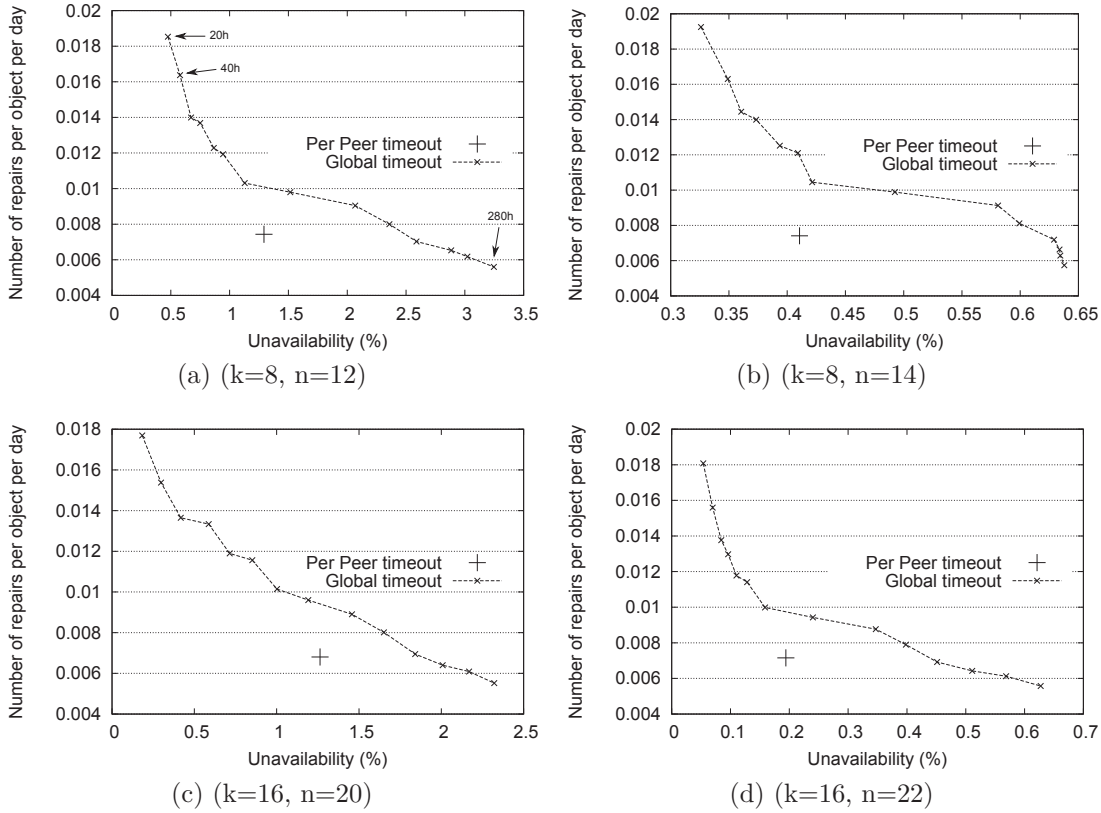 Number of repairs per object per day
0.02
0.018
0.016
0.014
0.012
0.01
0.008
0.006
0.004
20h
40h
Per Peer timeout
Global timeout
280h
0 0.5 1 1.5 2 2.5 3 3.5
Unavailability (%)
(a) (k=8, n=12)
Number of repairs per object per day
0.02
0.018
0.016
0.014
0.012
0.01
0.008
0.006
0.004
Per Peer timeout
Global timeout
0.3 0.35 0.4 0.45 0.5 0.55 0.6 0.65
Unavailability (%)
(b) (k=8, n=14)
Number of repairs per object per day
0.018
0.016
0.014
0.012
0.01
0.008
0.006
0.004
Per Peer timeout
Global timeout
0 0.5 1 1.5 2 2.5
Unavailability (%)
(c) (k=16, n=20)
Number of repairs per object per day
0.02
0.018
0.016
0.014
0.012
0.01
0.008
0.006
0.004
Per Peer timeout
Global timeout
0 0.1 0.2 0.3 0.4 0.5 0.6 0.7
Unavailability (%)
(d) (k=16, n=22)